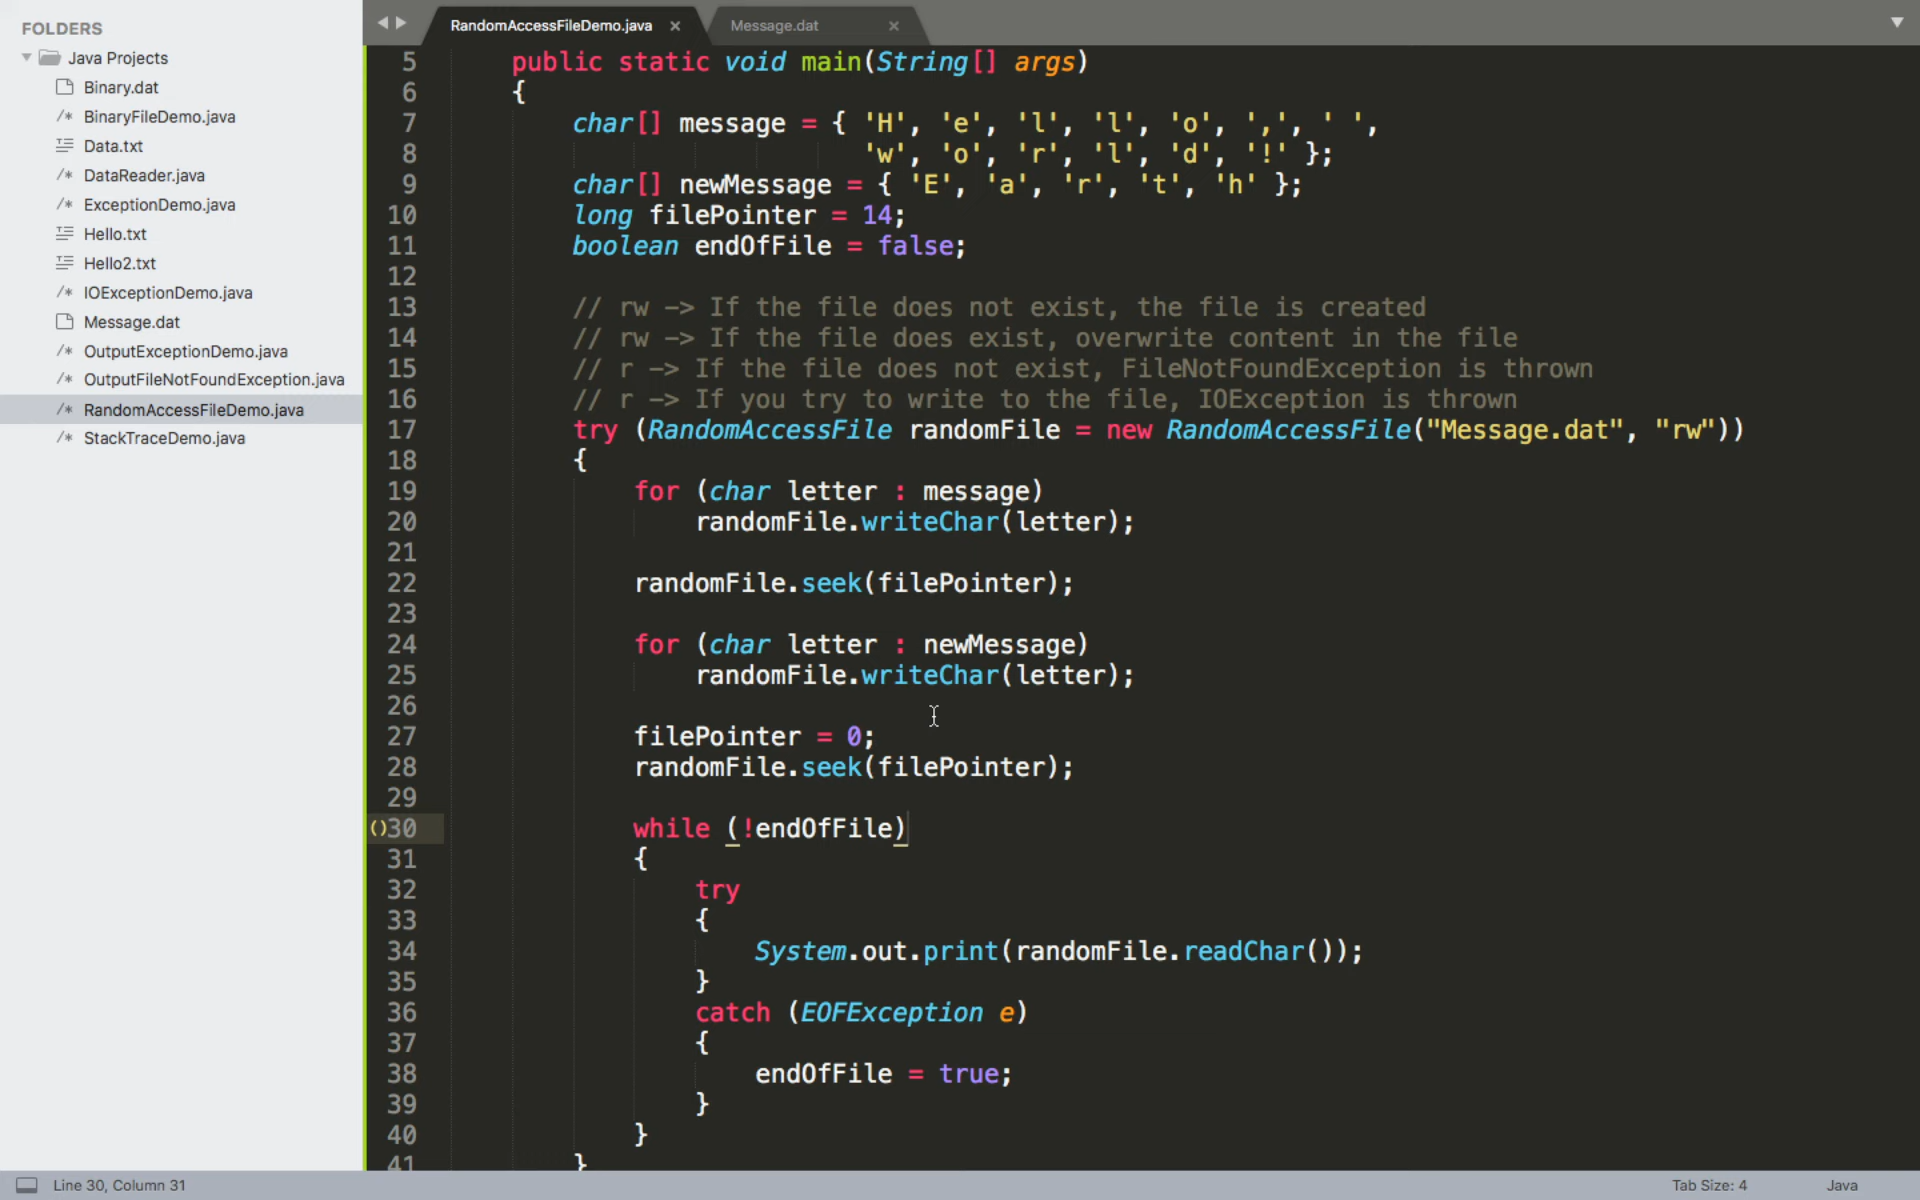 FOLDERS
Java Projects
Binary.dat
/* BinaryFileDemo.java
Data.txt
/* DataReader.java
/* ExceptionDemo.java
Hello.txt
Hello2.txt
/* IOExceptionDemo.java
Message.dat
/* OutputExceptionDemo.java
/* OutputFileNotFoundException.java
/* RandomAccessFileDemo.java
/* StackTraceDemo.java
RandomAccessFileDemo.java × Message.dat ×
5 public static void main(String[] args)
6 {
7 char[] message = { 'H', 'e', 'l', 'l', 'o', ',', ' ',
8 'w', 'o', 'r', 'l', 'd', '!' };
9 char[] newMessage = { 'E', 'a', 'r', 't', 'h' };
10 long filePointer = 14;
11 boolean endOfFile = false;
12
13 // rw -> If the file does not exist, the file is created
14 // rw -> If the file does exist, overwrite content in the file
15 // r -> If the file does not exist, FileNotFoundException is thrown
16 // r -> If you try to write to the file, IOException is thrown
17 try (RandomAccessFile randomFile = new RandomAccessFile("Message.dat", "rw"))
18 {
19 for (char letter : message)
20 randomFile.writeChar(letter);
21
22 randomFile.seek(filePointer);
23
24 for (char letter : newMessage)
25 randomFile.writeChar(letter);
26
27 filePointer = 0;
28 randomFile.seek(filePointer);
29
()30 while (!endOfFile)
31 {
32 try
33 {
34 System.out.print(randomFile.readChar());
35 }
36 catch (EOFException e)
37 {
38 endOfFile = true;
39 }
40 }
41 }
Line 30, Column 31 Tab Size: 4 Java